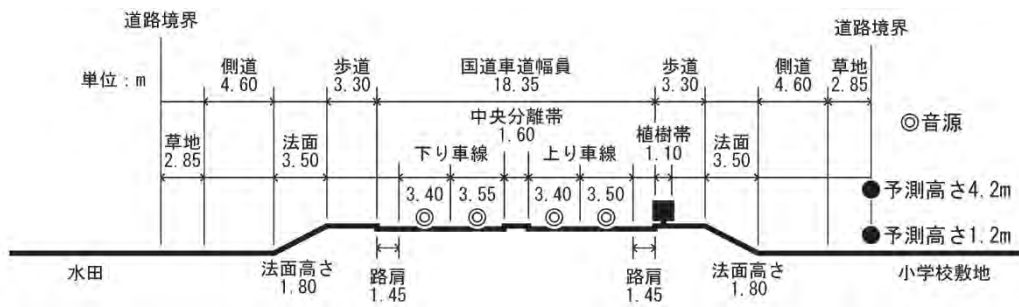 道路境界
道路境界
単位：m
側道
4.60
歩道
3.30
国道車道幅員
18.35
歩道
3.30
側道
4.60
草地
2.85
◎音源
中央分離帯
1.60
植樹帯
1.10
草地
2.85
法面
3.50
下り車線
上り車線
法面
3.50
3.40
3.55
3.40
3.50
●予測高さ4.2m
●予測高さ1.2m
水田
法面高さ
1.80
路肩
1.45
路肩
1.45
法面高さ
1.80
小学校敷地